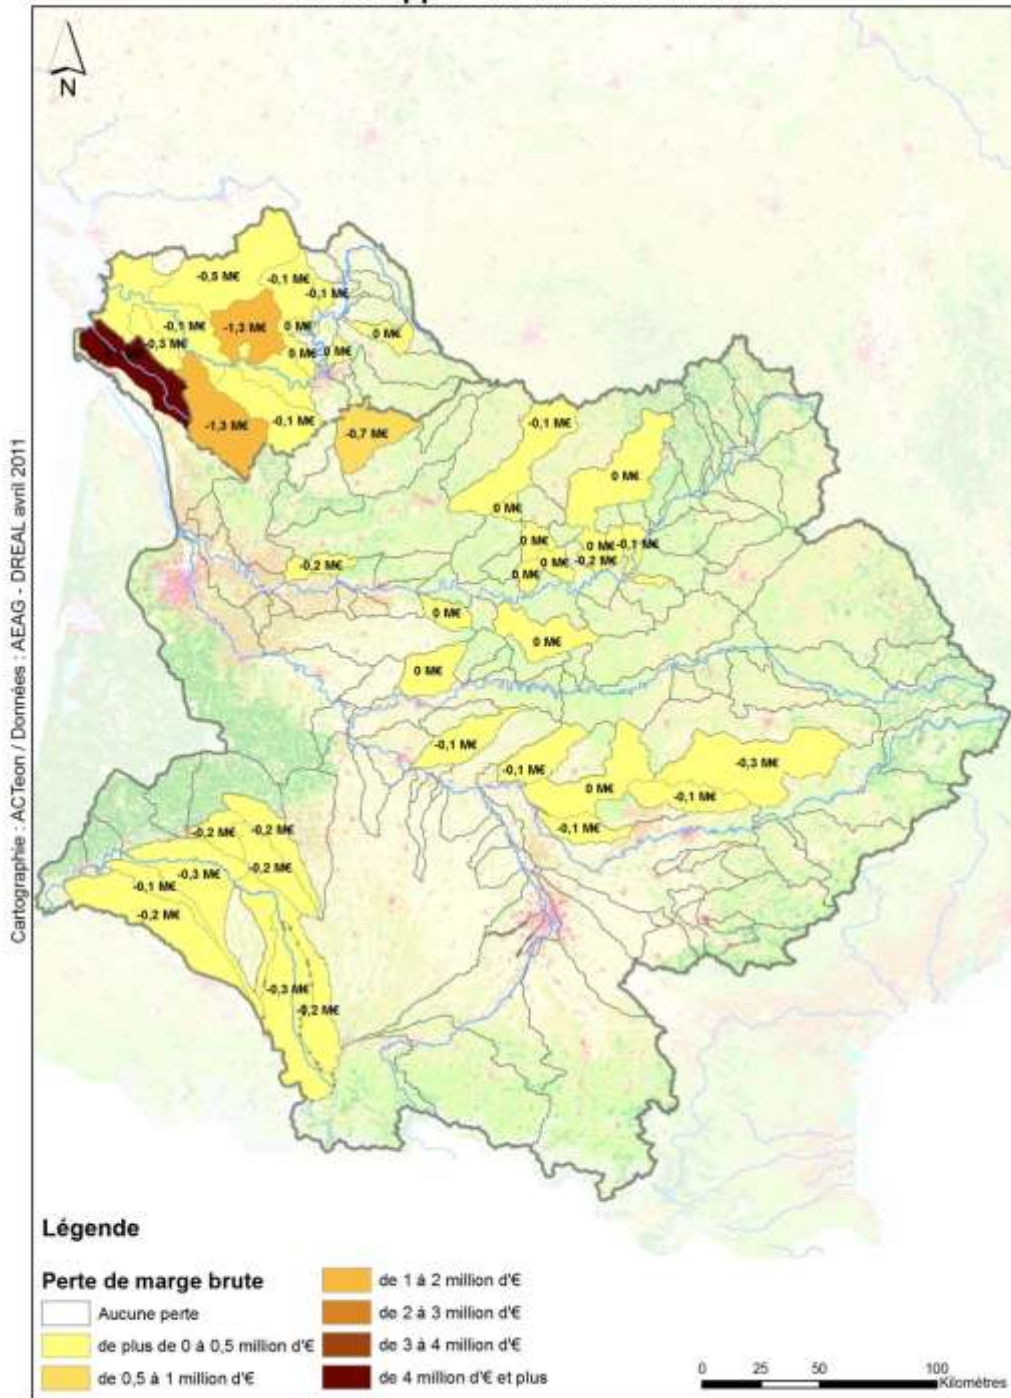 N
-0,5 M€
-0,1 M€
-0,1 M€
-0,1 M€
-1,3 M€
0 M€
0 M€
-0,3 M€
0 M€
0 M€
-1,3 M€
-0,1 M€
-0,7 M€
-0,1 M€
0 M€
0 M€
0 M€
0 M€
-0,1 M€
0 M€
-0,2 M€
0 M€
-0,2 M€
0 M€
0 M€
0 M€
-0,1 M€
-0,1 M€
-0,3 M€
0 M€
-0,1 M€
-0,1 M€
-0,2 M€
-0,2 M€
-0,3 M€
-0,2 M€
-0,1 M€
-0,2 M€
-0,3 M€
-0,2 M€
Cartographie : ACTeon / Données : AEAG - DREAL avril 2011
Légende
Perte de marge brute
Aucune perte
de plus de 0 à 0,5 million d'€
de 0,5 à 1 million d'€
de 1 à 2 million d'€
de 2 à 3 million d'€
de 3 à 4 million d'€
de 4 million d'€ et plus
0 25 50 100
Kilomètres